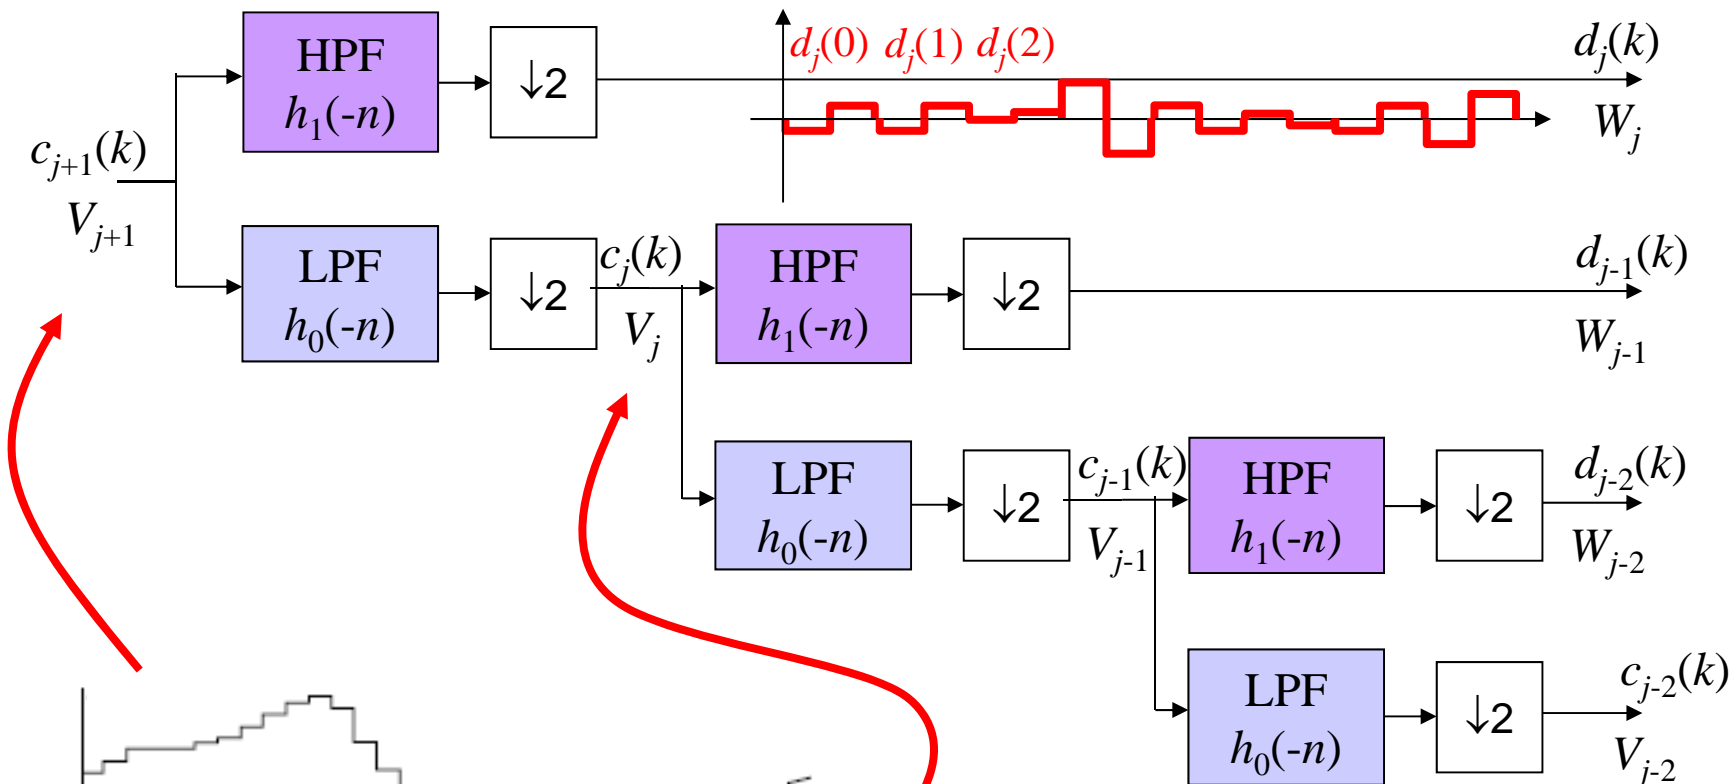 HPF
h₁(-n)
↓2
dⱼ(0) dⱼ(1) dⱼ(2)
dⱼ(k)
Wⱼ
cⱼ₊₁(k)
Vⱼ₊₁
LPF
h₀(-n)
↓2
cⱼ(k)
Vⱼ
HPF
h₁(-n)
↓2
dⱼ₋₁(k)
Wⱼ₋₁
LPF
h₀(-n)
↓2
cⱼ₋₁(k)
Vⱼ₋₁
HPF
h₁(-n)
↓2
dⱼ₋₂(k)
Wⱼ₋₂
LPF
h₀(-n)
↓2
cⱼ₋₂(k)
Vⱼ₋₂